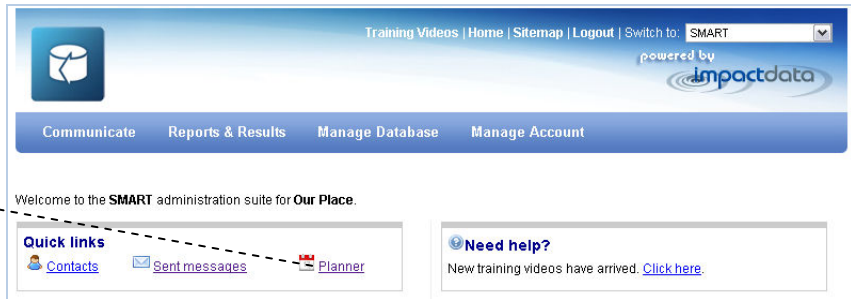 Training Videos | Home | Sitemap | Logout | Switch to: SMART
powered by
impactdata
Communicate Reports & Results Manage Database Manage Account
Welcome to the SMART administration suite for Our Place.
Quick links
Contacts Sent messages Planner
Need help?
New training videos have arrived. Click here.